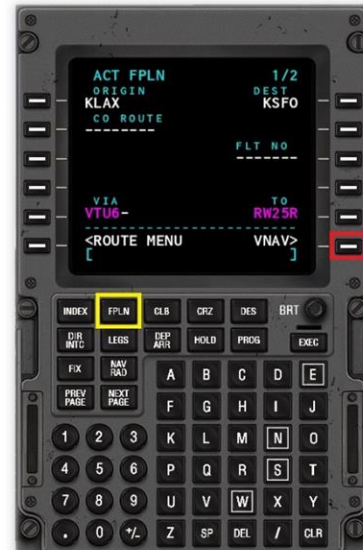 ACT FPLN 1/2
ORIGIN DEST
KLAX KSFO
CO ROUTE
--------
FLT NO
-------
VIA TO
VTU6- RW25R
<ROUTE MENU VNAV>
[ ]
INDEX FPLN CLB CRZ DES BRT
DIR INTC LEGS DEP ARR HOLD PROG EXEC
FIX NAV RAD
PREV PAGE NEXT PAGE
A B C D E
F G H I J
1 2 3 K L M N O
4 5 6 P Q R S T
7 8 9 U V W X Y
. 0 +/- Z SP DEL / CLR